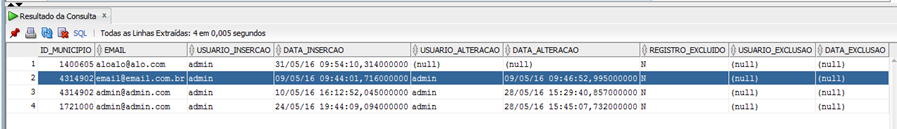 Resultado da Consulta
SQL | Todas as Linhas Extraídas: 4 em 0,005 segundos
ID_MUNICIPIO EMAIL USUARIO_INSERCAO DATA_INSERCAO USUARIO_ALTERACAO DATA_ALTERACAO REGISTRO_EXCLUIDO USUARIO_EXCLUSAO DATA_EXCLUSAO
1 1400605 aloalo@alo.com admin 31/05/16 09:54:10,314000000 (null) (null) N (null) (null)
2 4314902 email@email.com.br admin 09/05/16 09:44:01,716000000 admin 09/05/16 09:46:52,995000000 N (null) (null)
3 4314902 admin@admin.com admin 10/05/16 16:12:52,045000000 admin 28/05/16 15:29:40,857000000 N (null) (null)
4 1721000 admin@admin.com admin 24/05/16 19:44:09,094000000 admin 28/05/16 15:45:07,732000000 N (null) (null)